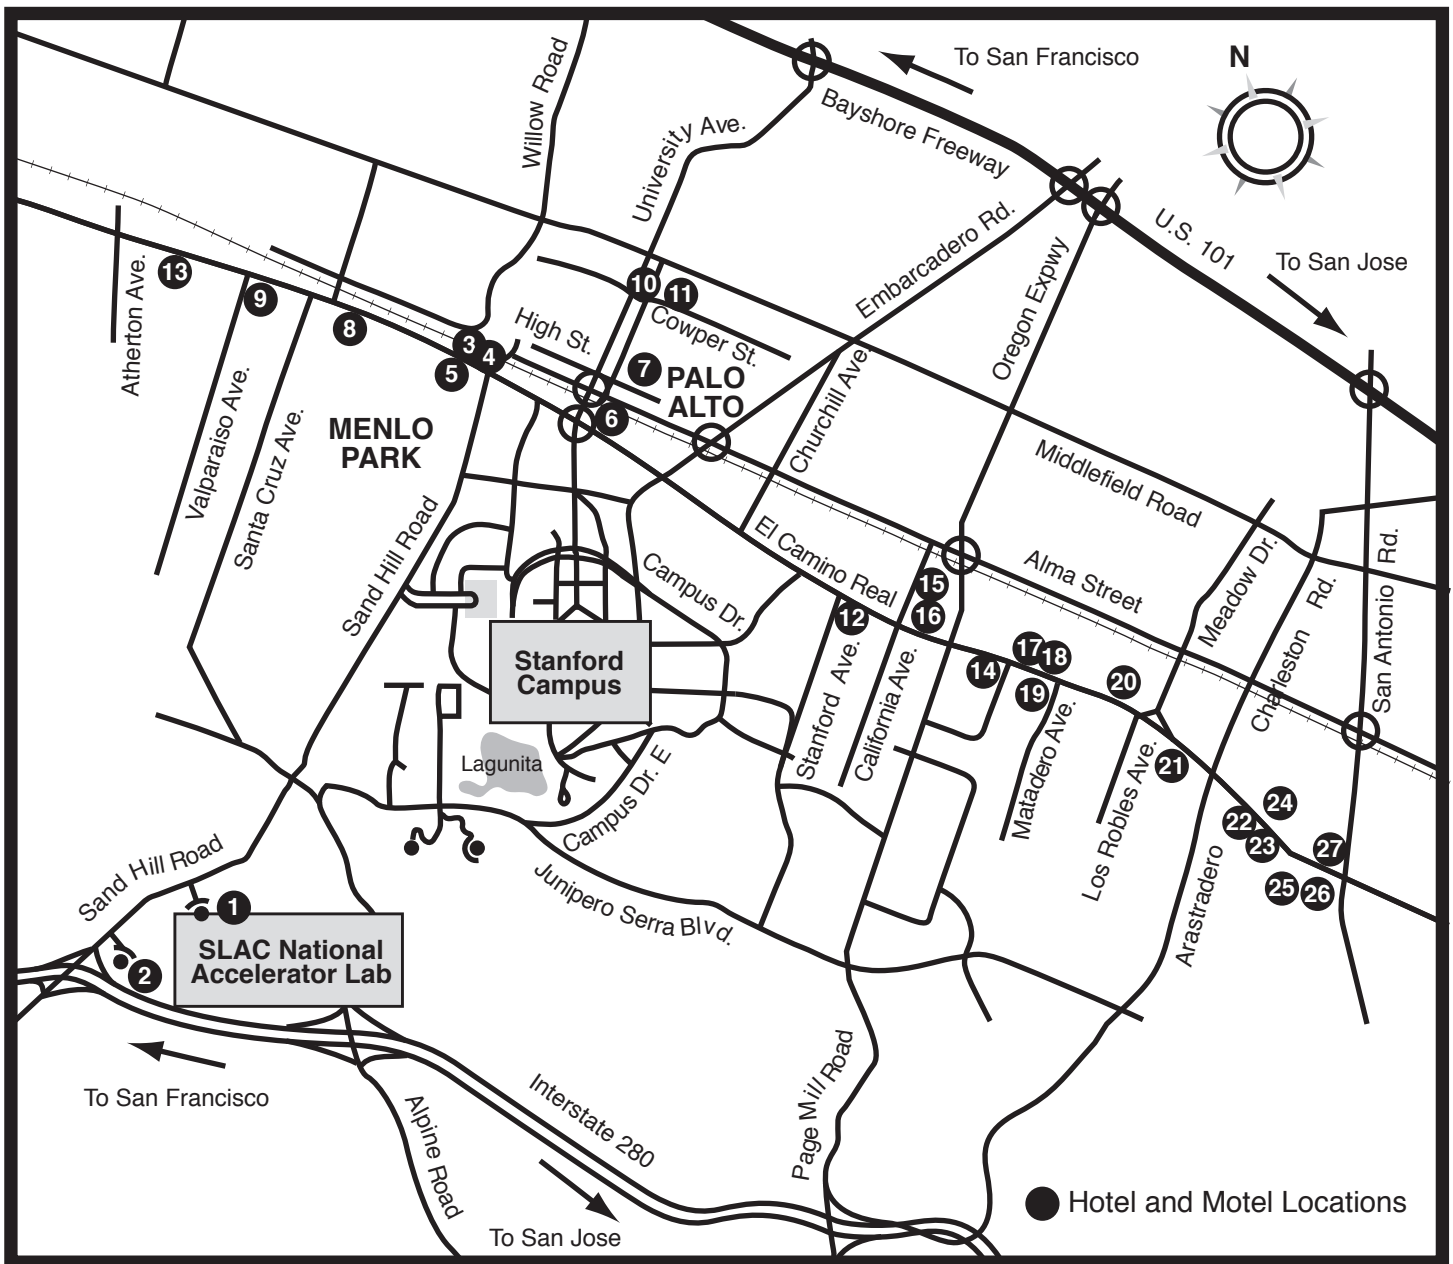 To San Francisco
N
Willow Road
University Ave.
Bayshore Freeway
U.S. 101
To San Jose
Embarcadero Rd.
Oregon Expwy
Atherton Ave.
13
9
8
10
11
High St.
Cowper St.
3
4
5
7
PALO
ALTO
6
Churchill Ave.
Valparaiso Ave.
Santa Cruz Ave.
MENLO
PARK
Middlefield Road
Sand Hill Road
El Camino Real
Alma Street
Meadow Dr.
Charleston Rd.
San Antonio Rd.
Campus Dr.
15
16
12
Stanford
Campus
17
18
14
19
20
Stanford Ave.
California Ave.
Matadero Ave.
Los Robles Ave.
21
Lagunita
Campus Dr. E
24
22
23
27
25
26
Sand Hill Road
Junipero Serra Blvd.
Arastradero
1
SLAC National
Accelerator Lab
2
To San Francisco
Interstate 280
Alpine Road
Page Mill Road
To San Jose
Hotel and Motel Locations